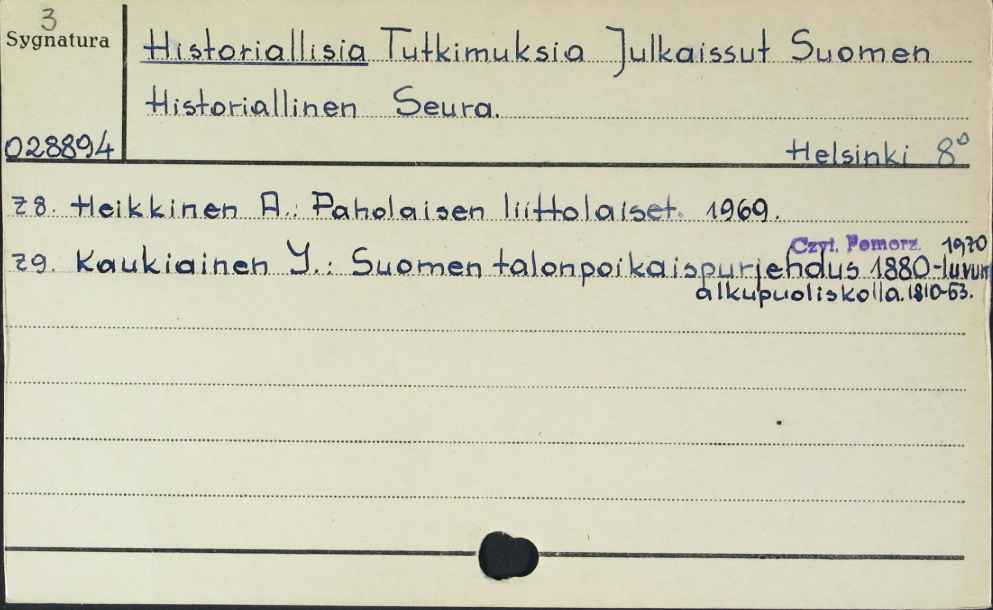 3
Sygnatura
Historiallisia Tutkimuksia Julkaissut Suomen
Historiallinen Seura.
028894
Helsinki 8°
78. Heikkinen A.: Paholaisen liittolaiset. 1969.
Czyt. Pomorz. 1970
79. Kaukiainen Y.: Suomen talonpoikaispurjehdus 1880-luvun
alkupuoliskolla. 1810-53.